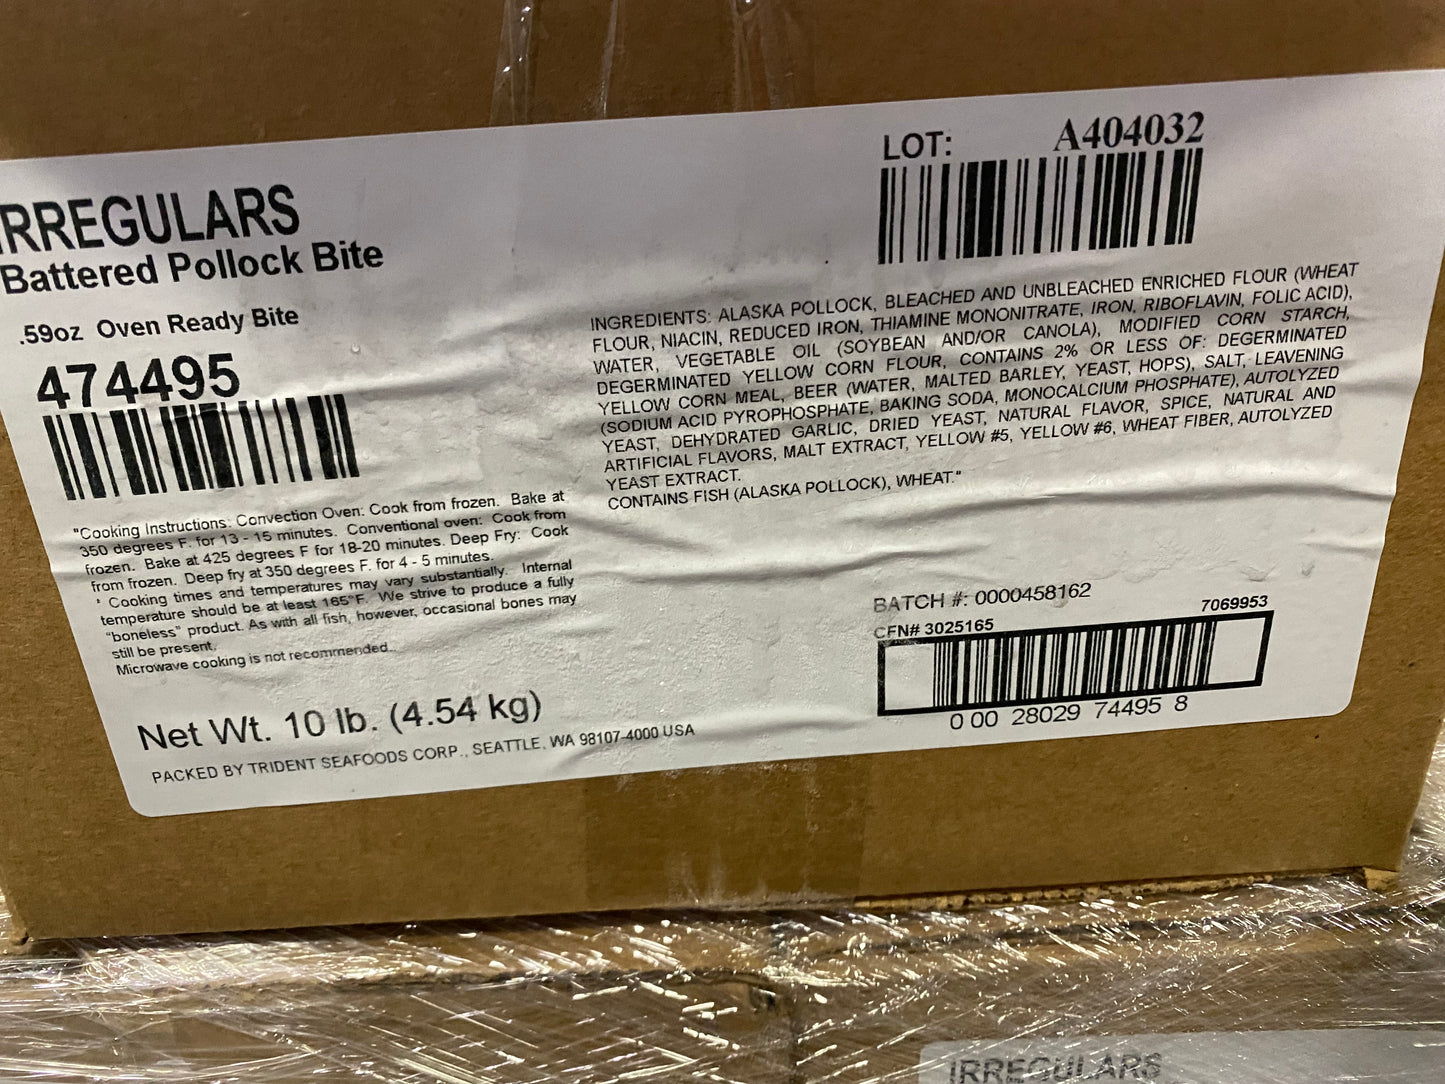 IRREGULARS
Battered Pollock Bite
.59oz Oven Ready Bite
474495
"Cooking Instructions: Convection Oven: Cook from frozen. Bake at
350 degrees F. for 13 - 15 minutes. Conventional oven: Cook from
frozen. Bake at 425 degrees F for 18-20 minutes. Deep Fry: Cook
from frozen. Deep fry at 350 degrees F. for 4 - 5 minutes.
* Cooking times and temperatures may vary substantially. Internal
temperature should be at least 165°F. We strive to produce a fully
"boneless" product. As with all fish, however, occasional bones may
still be present.
Microwave cooking is not recommended.
Net Wt. 10 lb. (4.54 kg)
PACKED BY TRIDENT SEAFOODS CORP., SEATTLE, WA 98107-4000 USA
LOT: A404032
INGREDIENTS: ALASKA POLLOCK, BLEACHED AND UNBLEACHED ENRICHED FLOUR (WHEAT
FLOUR, NIACIN, REDUCED IRON, THIAMINE MONONITRATE, IRON, RIBOFLAVIN, FOLIC ACID),
WATER, VEGETABLE OIL (SOYBEAN AND/OR CANOLA), MODIFIED CORN STARCH,
DEGERMINATED YELLOW CORN FLOUR, CONTAINS 2% OR LESS OF: DEGERMINATED
YELLOW CORN MEAL, BEER (WATER, MALTED BARLEY, YEAST, HOPS), SALT, LEAVENING
(SODIUM ACID PYROPHOSPHATE, BAKING SODA, MONOCALCIUM PHOSPHATE), AUTOLYZED
YEAST, DEHYDRATED GARLIC, DRIED YEAST, NATURAL FLAVOR, SPICE, NATURAL AND
ARTIFICIAL FLAVORS, MALT EXTRACT, YELLOW #5, YELLOW #6, WHEAT FIBER, AUTOLYZED
YEAST EXTRACT.
CONTAINS FISH (ALASKA POLLOCK), WHEAT."
BATCH #: 0000458162
CFN# 3025165 7069953
0 00 28029 74495 8
IRREGULARS